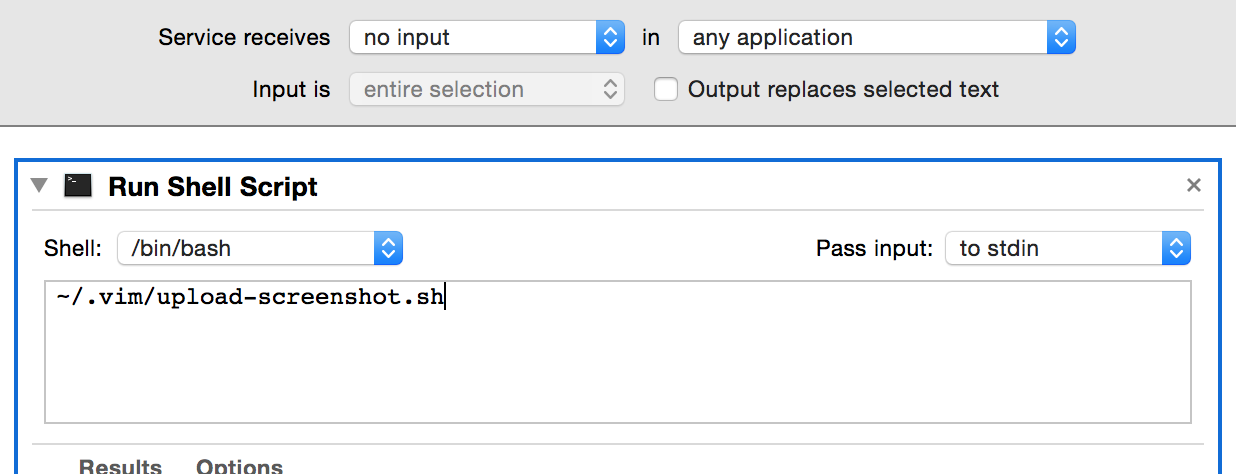 Service receives no input in any application
Input is entire selection Output replaces selected text
Run Shell Script
Shell: /bin/bash Pass input: to stdin
~/.vim/upload-screenshot.sh
Results Options